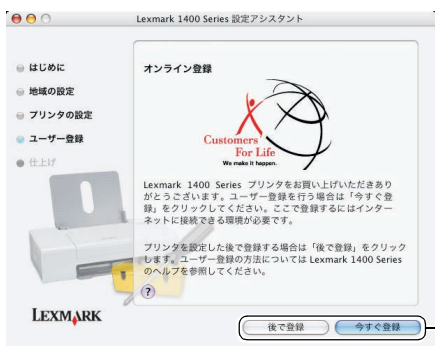 Lexmark 1400 Series 設定アシスタント
はじめに
地域の設定
プリンタの設定
ユーザー登録
仕上げ
LEXMARK
オンライン登録
Customers
For Life
We make it happen.
Lexmark 1400 Series プリンタをお買い上げいただきあり
がとうございます。ユーザー登録を行う場合は「今すぐ登
録」をクリックしてください。ここで登録するにはインター
ネットに接続できる環境が必要です。
プリンタを設定した後で登録する場合は「後で登録」をクリック
します。ユーザー登録の方法については Lexmark 1400 Series
のヘルプを参照してください。
?
後で登録
今すぐ登録